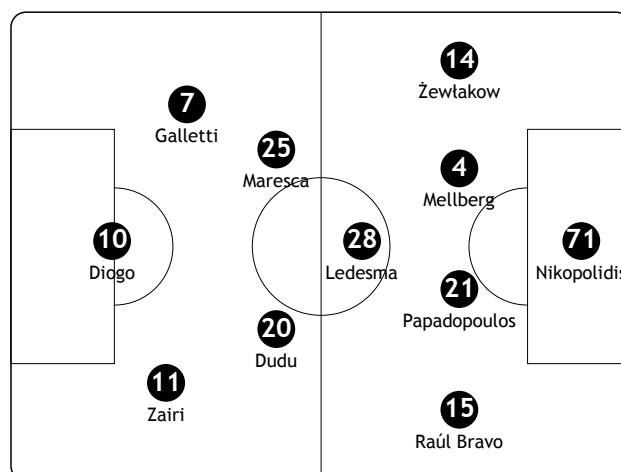 14
Żewłakow
7
Galletti
25
Maresca
4
Mellberg
10
Diogo
28
Ledesma
71
Nikopolidis
21
Papadopoulos
20
Dudu
11
Zairi
15
Raúl Bravo